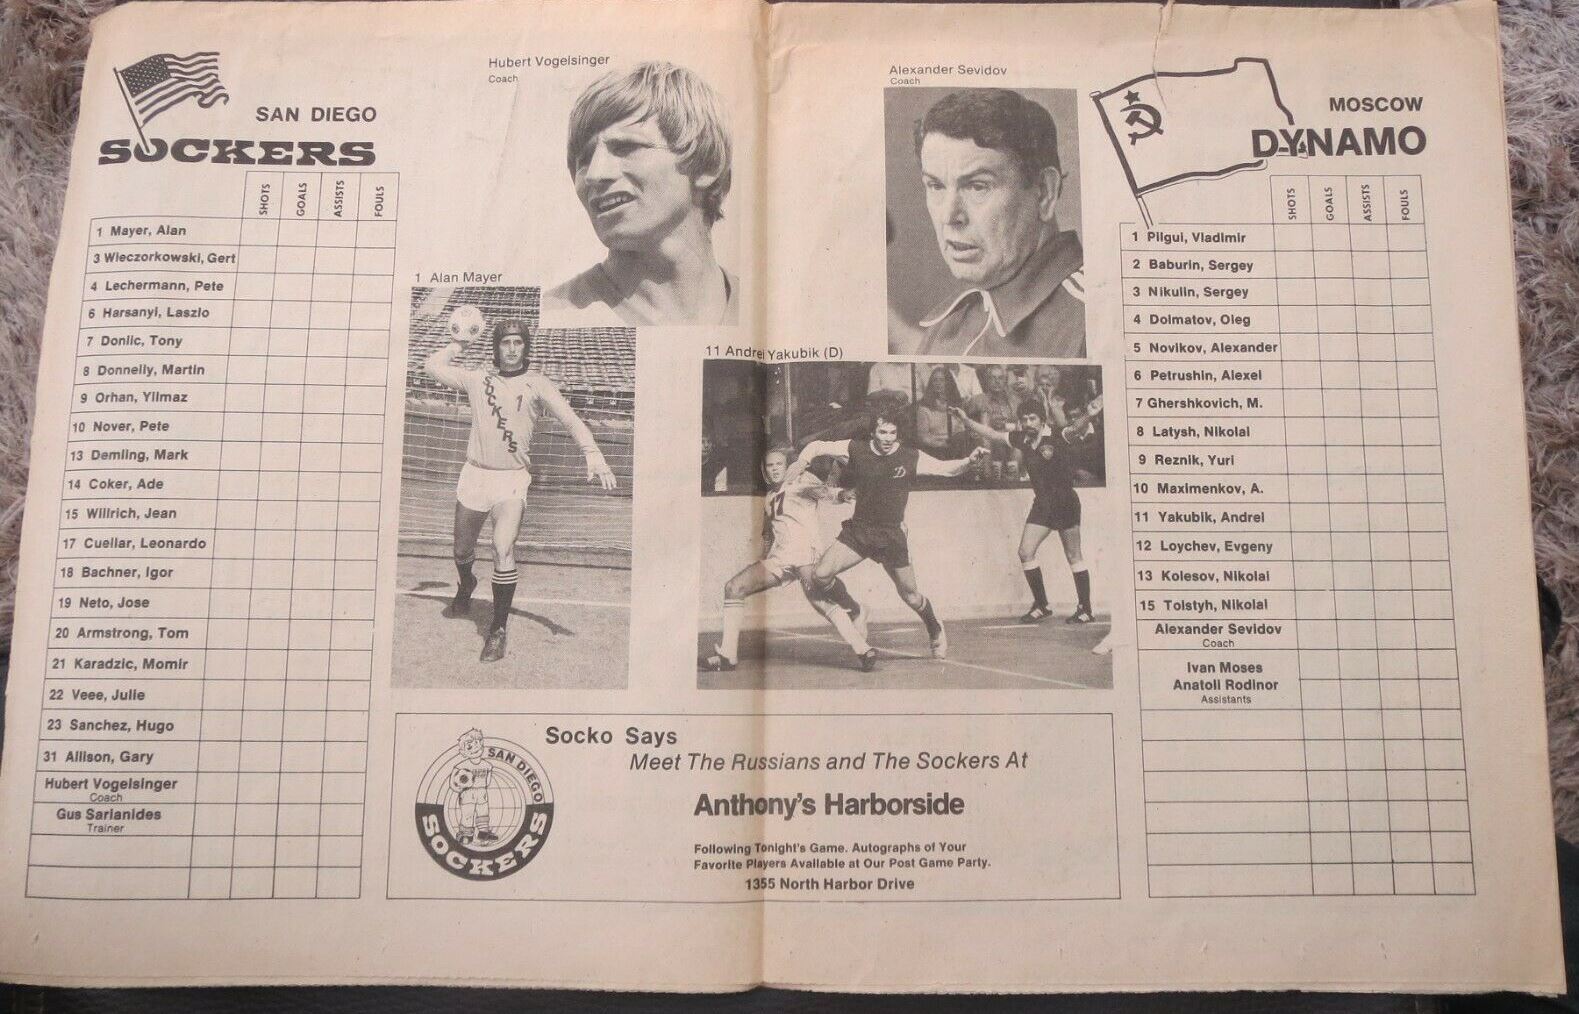 SAN DIEGO
SOCKERS
SHOTS
GOALS
ASSISTS
FOULS
1 Mayer, Alan
3 Wieczorkowski, Gert
4 Lechermann, Pete
6 Harsanyi, Laszlo
7 Donlic, Tony
8 Donnelly, Martin
9 Orhan, Yilmaz
10 Nover, Pete
13 Demling, Mark
14 Coker, Ade
15 Willrich, Jean
17 Cuellar, Leonardo
18 Bachner, Igor
19 Neto, Jose
20 Armstrong, Tom
21 Karadzic, Momir
22 Veee, Julie
23 Sanchez, Hugo
31 Allison, Gary
Hubert Vogelsinger
Coach
Gus Sarianides
Trainer
Hubert Vogelsinger
Coach
1 Alan Mayer
SOCKERS
1
Alexander Sevidov
Coach
11 Andrei Yakubik (D)
17
D
Socko Says
Meet The Russians and The Sockers At
Anthony's Harborside
Following Tonight's Game. Autographs of Your
Favorite Players Available at Our Post Game Party.
1355 North Harbor Drive
SAN DIEGO
SOCKERS
MOSCOW
DYNAMO
SHOTS
GOALS
ASSISTS
FOULS
1 Pilgui, Vladimir
2 Baburin, Sergey
3 Nikulin, Sergey
4 Dolmatov, Oleg
5 Novikov, Alexander
6 Petrushin, Alexei
7 Ghershkovich, M.
8 Latysh, Nikolai
9 Reznik, Yuri
10 Maximenkov, A.
11 Yakubik, Andrei
12 Loychev, Evgeny
13 Kolesov, Nikolai
15 Tolstyh, Nikolai
Alexander Sevidov
Coach
Ivan Moses
Anatoli Rodinor
Assistants